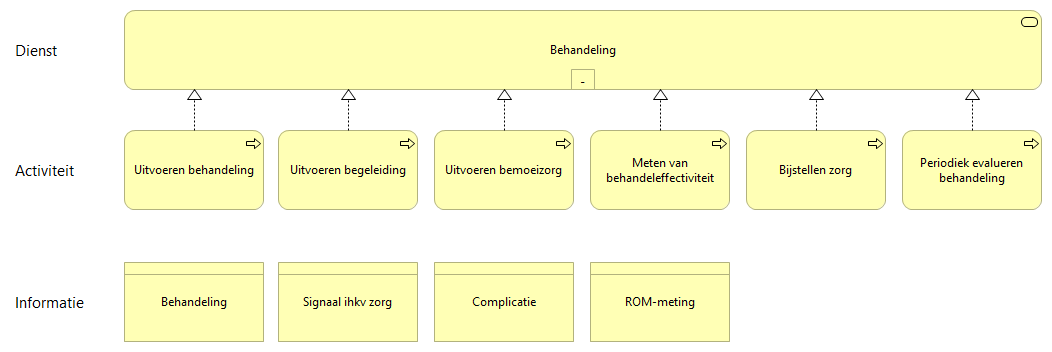 Dienst
Behandeling
-
Activiteit
Uitvoeren behandeling
Uitvoeren begeleiding
Uitvoeren bemoeizorg
Meten van
behandeleffectiviteit
Bijstellen zorg
Periodiek evalueren
behandeling
Informatie
Behandeling
Signaal ihkv zorg
Complicatie
ROM-meting